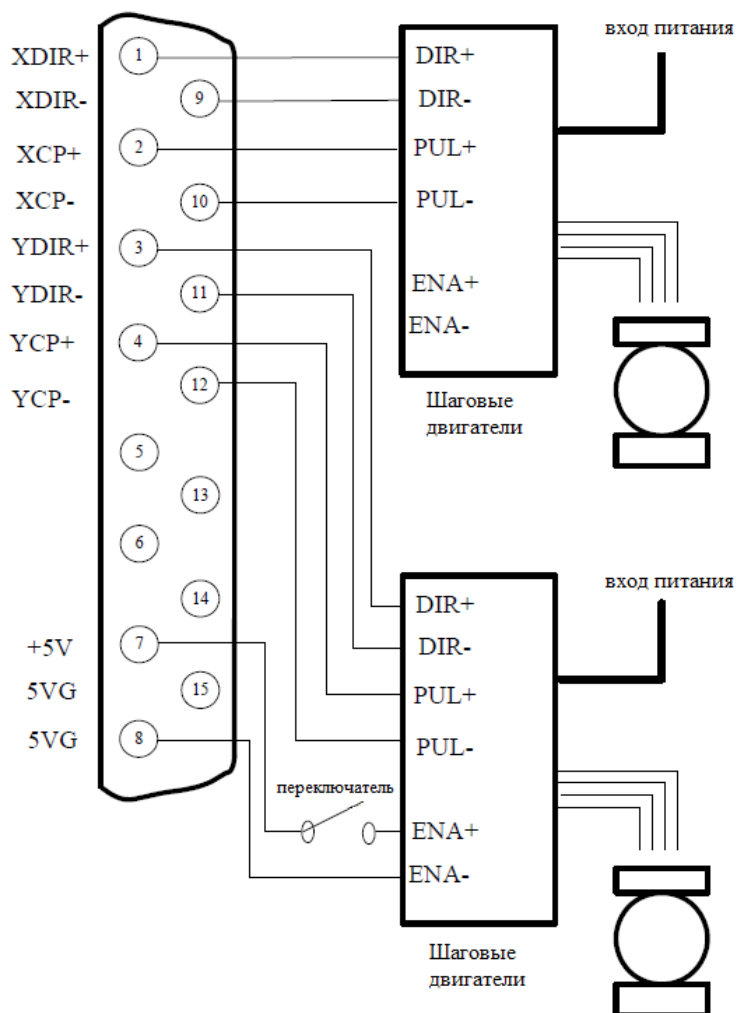 XDIR+
XDIR-
XCP+
XCP-
YDIR+
YDIR-
YCP+
YCP-
+5V
5VG
5VG
1
9
2
10
3
11
4
12
5
13
6
14
7
15
8
вход питания
DIR+
DIR-
PUL+
PUL-
ENA+
ENA-
Шаговые
двигатели
вход питания
DIR+
DIR-
PUL+
PUL-
переключатель
ENA+
ENA-
Шаговые
двигатели